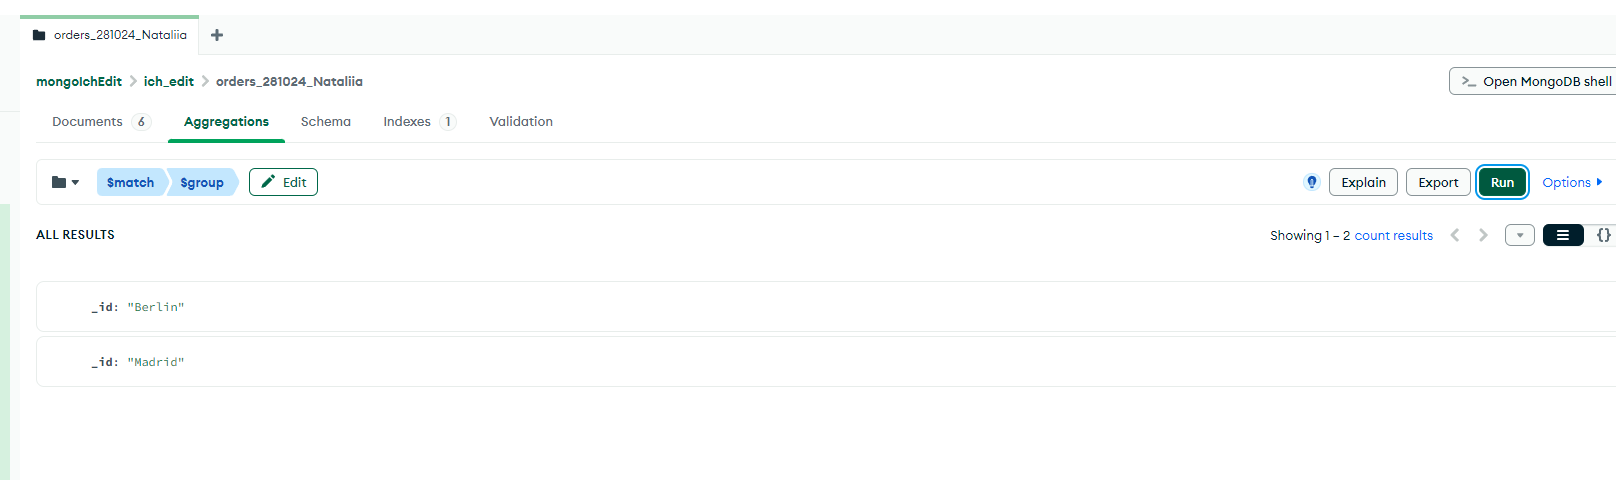 orders_281024_Nataliia
mongoIchEdit > ich_edit > orders_281024_Nataliia
>_ Open MongoDB shell
Documents 6 Aggregations Schema Indexes 1 Validation
$match $group Edit Explain Export Run Options
ALL RESULTS Showing 1 – 2 count results {}
_id: "Berlin"
_id: "Madrid"